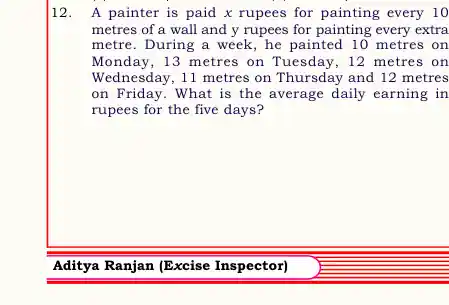 12. A painter is paid x rupees for painting every 10
metres of a wall and y rupees for painting every extra
metre. During a week, he painted 10 metres on
Monday, 13 metres on Tuesday, 12 metres on
Wednesday, 11 metres on Thursday and 12 metres
on Friday. What is the average daily earning in
rupees for the five days?
Aditya Ranjan (Excise Inspector)